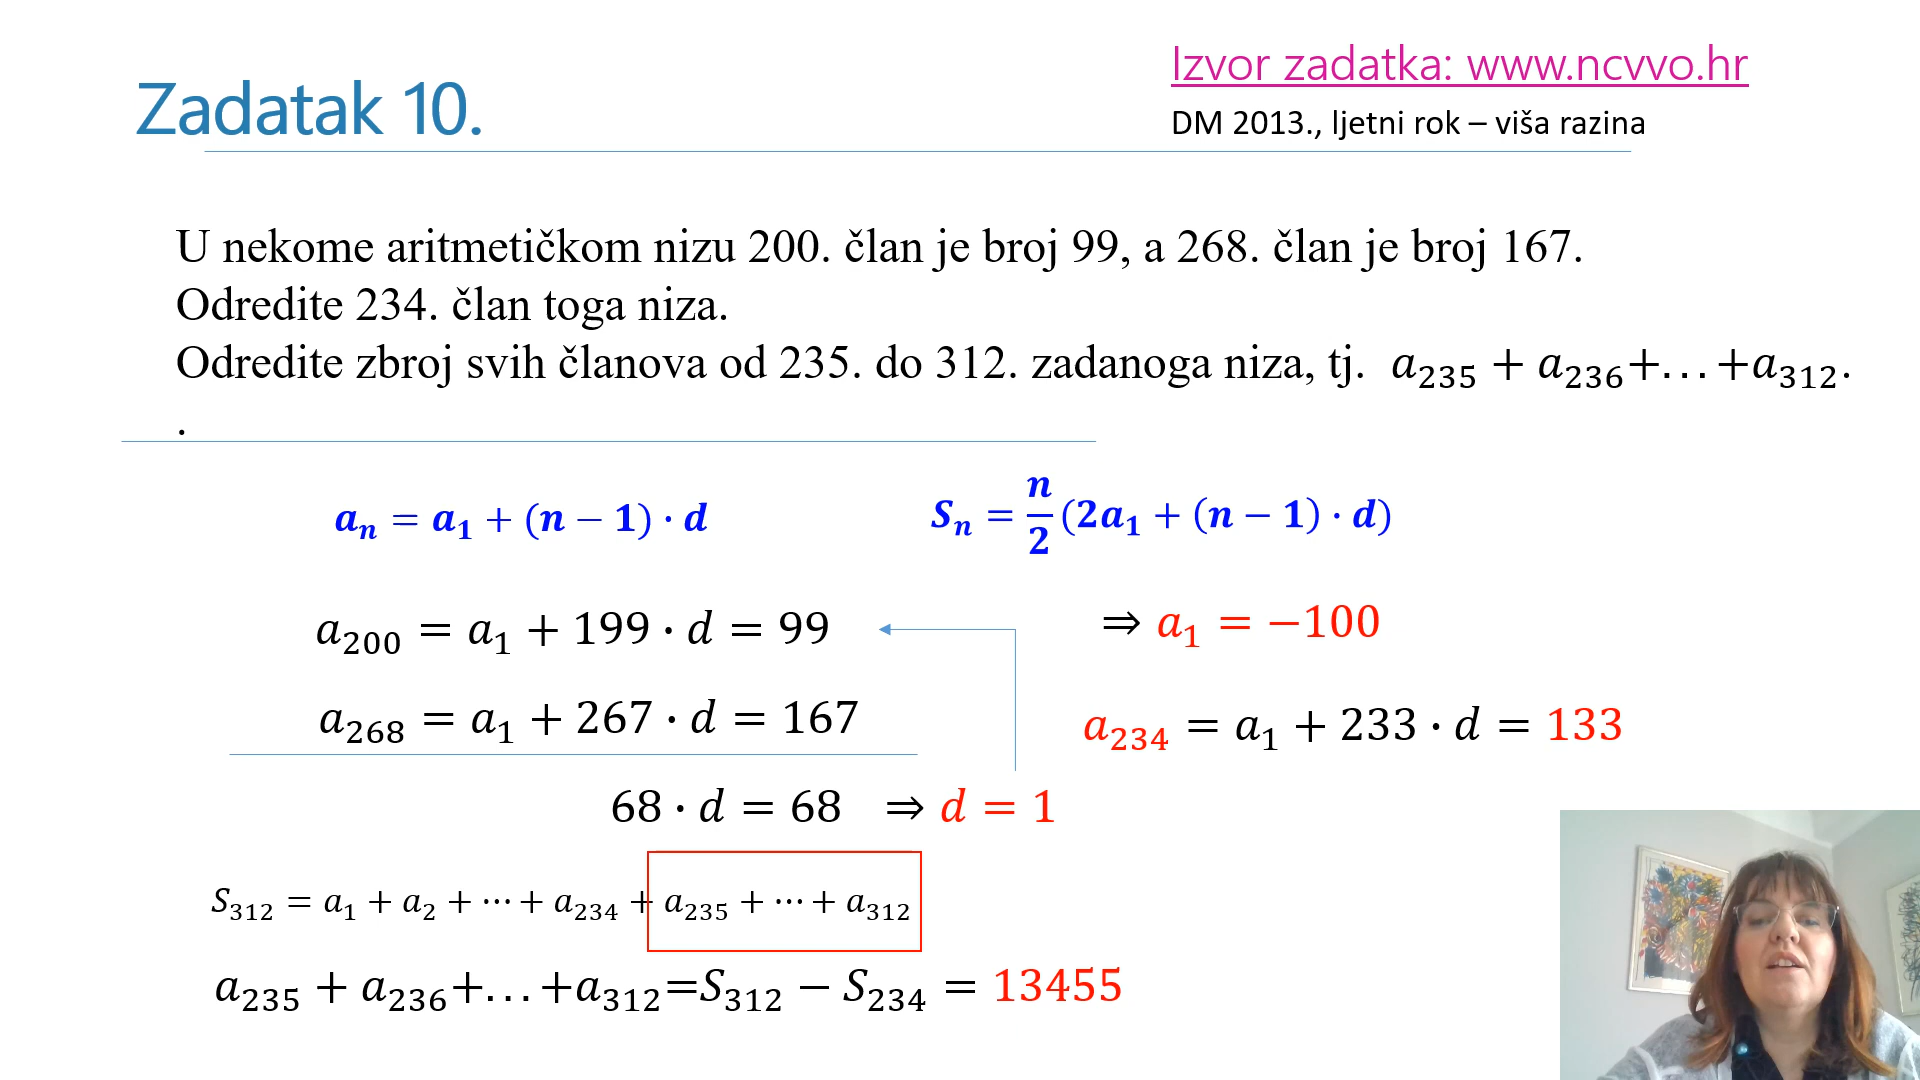 Izvor zadatka: www.ncvvo.hr
Zadatak 10.
DM 2013., ljetni rok – viša razina
U nekome aritmetičkom nizu 200. član je broj 99, a 268. član je broj 167.
Odredite 234. član toga niza.
Odredite zbroj svih članova od 235. do 312. zadanoga niza, tj. a₂₃₅ + a₂₃₆+...+a₃₁₂.
.
aₙ = a₁ + (n − 1) · d
Sₙ = n/2 (2a₁ + (n − 1) · d)
a₂₀₀ = a₁ + 199 · d = 99
⇒ a₁ = −100
a₂₆₈ = a₁ + 267 · d = 167
a₂₃₄ = a₁ + 233 · d = 133
68 · d = 68 ⇒ d = 1
S₃₁₂ = a₁ + a₂ + ⋯ + a₂₃₄ + a₂₃₅ + ⋯ + a₃₁₂
a₂₃₅ + a₂₃₆+...+a₃₁₂=S₃₁₂ − S₂₃₄ = 13455